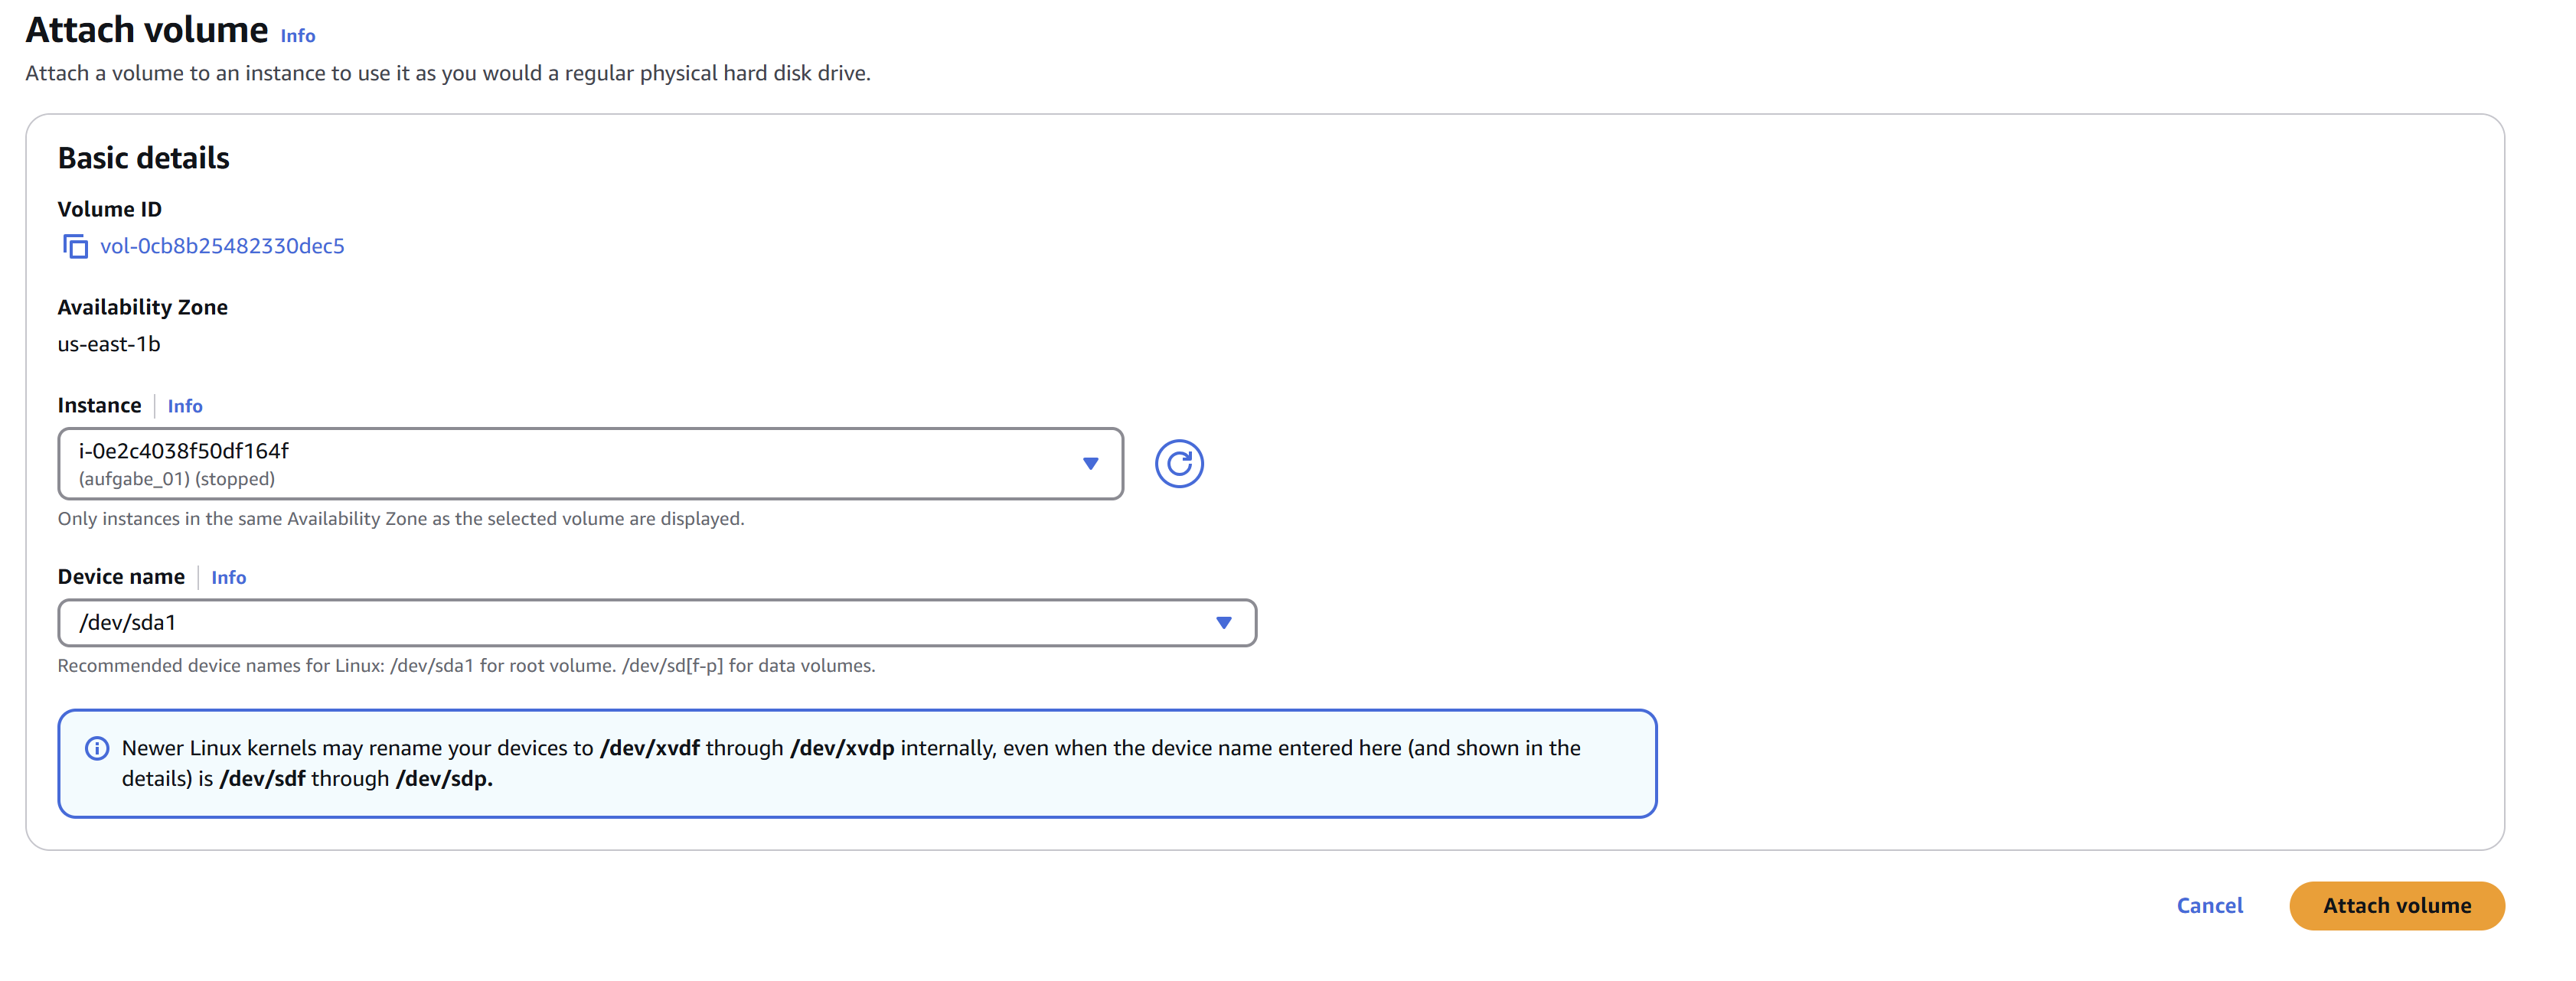 Attach volume Info
Attach a volume to an instance to use it as you would a regular physical hard disk drive.
Basic details
Volume ID
vol-0cb8b25482330dec5
Availability Zone
us-east-1b
Instance Info
i-0e2c4038f50df164f
(aufgabe_01) (stopped)
Only instances in the same Availability Zone as the selected volume are displayed.
Device name Info
/dev/sda1
Recommended device names for Linux: /dev/sda1 for root volume. /dev/sd[f-p] for data volumes.
Newer Linux kernels may rename your devices to /dev/xvdf through /dev/xvdp internally, even when the device name entered here (and shown in the
details) is /dev/sdf through /dev/sdp.
Cancel Attach volume